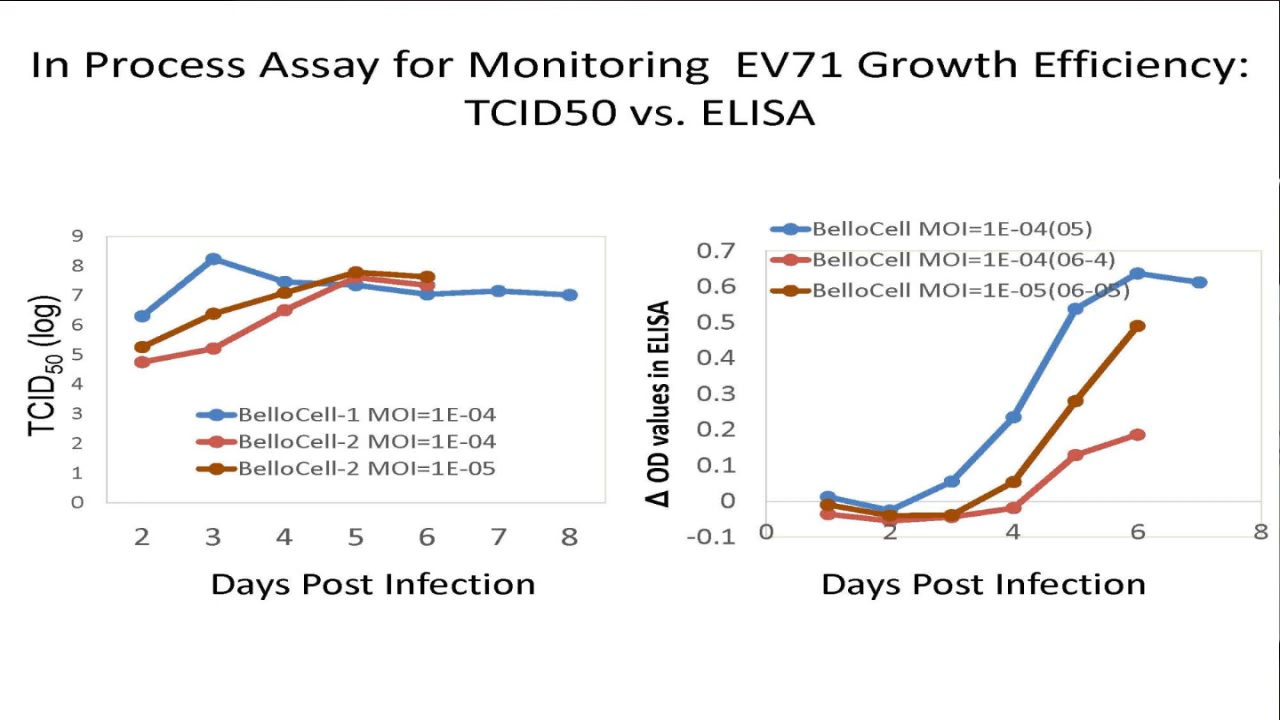 In Process Assay for Monitoring  EV71 Growth Efficiency:
TCID50 vs. ELISA
TCID50 (log)
9
8
7
6
5
4
3
2
1
0
BelloCell-1 MOI=1E-04
BelloCell-2 MOI=1E-04
BelloCell-2 MOI=1E-05
2 3 4 5 6 7 8
Days Post Infection
Δ OD values in ELISA
BelloCell MOI=1E-04(05)
BelloCell MOI=1E-04(06-4)
BelloCell MOI=1E-05(06-05)
0.7
0.6
0.5
0.4
0.3
0.2
0.1
0
-0.1
0 2 4 6 8
Days Post Infection